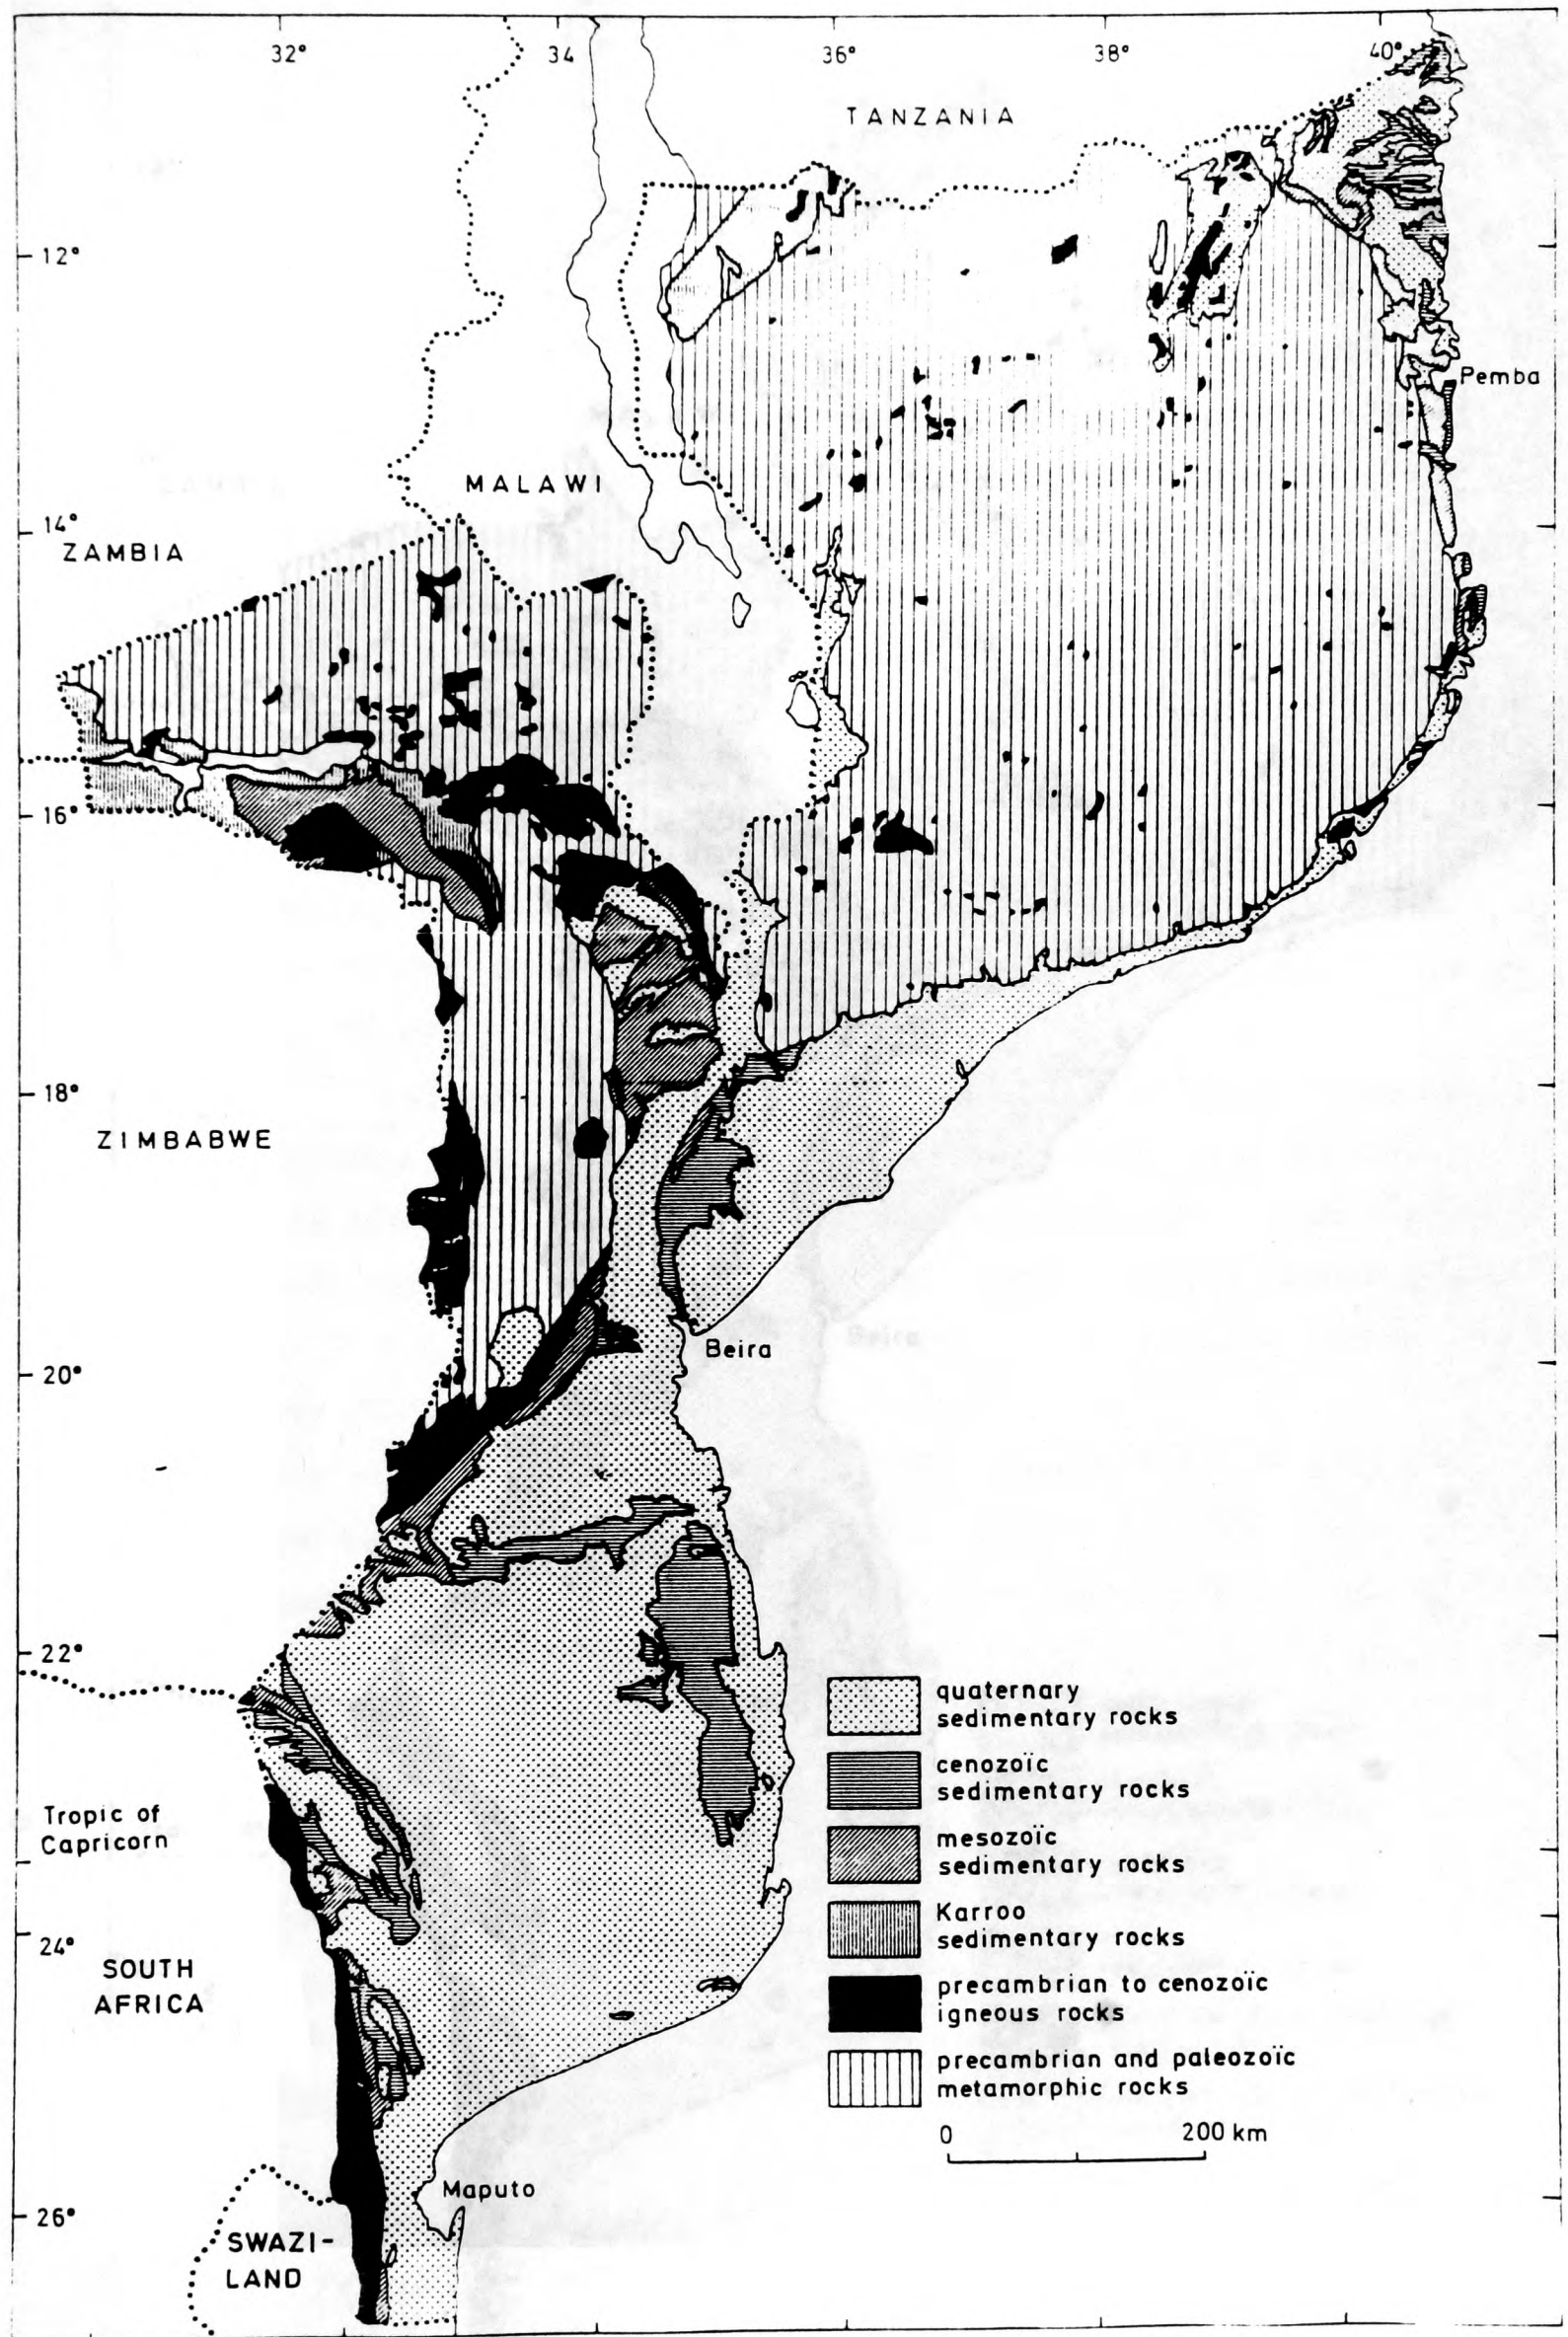 32°
34
36°
38°
40°
TANZANIA
12°
Pemba
MALAWI
14°
ZAMBIA
16°
18°
ZIMBABWE
Beira
20°
22°
quaternary
sedimentary rocks
cenozoïc
sedimentary rocks
Tropic of
Capricorn
mesozoïc
sedimentary rocks
Karroo
sedimentary rocks
24°
SOUTH
AFRICA
precambrian to cenozoïc
igneous rocks
precambrian and paleozoïc
metamorphic rocks
0 200 km
Maputo
26°
SWAZI-
LAND